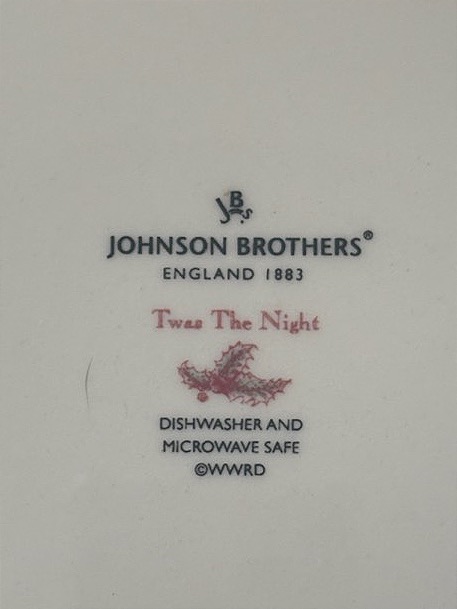 JBS
JOHNSON BROTHERS®
ENGLAND 1883
Twas The Night
DISHWASHER AND
MICROWAVE SAFE
©WWRD